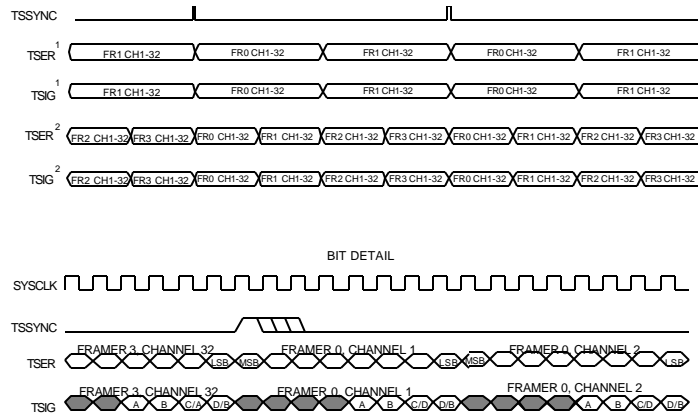 TSSYNC
TSER 1 FR1 CH1-32 FR0 CH1-32 FR1 CH1-32 FR0 CH1-32 FR1 CH1-32
TSIG 1 FR1 CH1-32 FR0 CH1-32 FR1 CH1-32 FR0 CH1-32 FR1 CH1-32
TSER 2 FR2 CH1-32 FR3 CH1-32 FR0 CH1-32 FR1 CH1-32 FR2 CH1-32 FR3 CH1-32 FR0 CH1-32 FR1 CH1-32 FR2 CH1-32 FR3 CH1-32
TSIG 2 FR2 CH1-32 FR3 CH1-32 FR0 CH1-32 FR1 CH1-32 FR2 CH1-32 FR3 CH1-32 FR0 CH1-32 FR1 CH1-32 FR2 CH1-32 FR3 CH1-32
BIT DETAIL
SYSCLK
TSSYNC
FRAMER 3, CHANNEL 32 FRAMER 0, CHANNEL 1 FRAMER 0, CHANNEL 2
TSER LSB MSB LSB MSB LSB
FRAMER 3, CHANNEL 32 FRAMER 0, CHANNEL 1 FRAMER 0, CHANNEL 2
TSIG A B C/A D/B A B C/D D/B A B C/D D/B